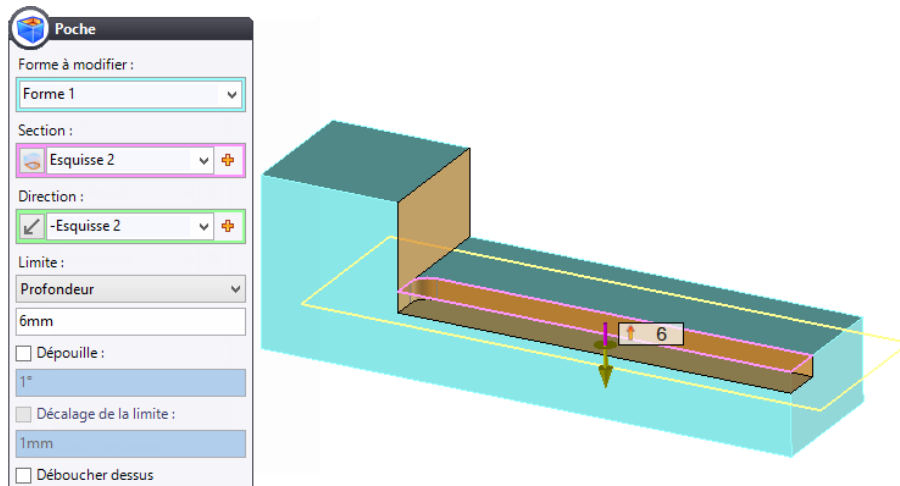 Poche
Forme à modifier :
Forme 1
Section :
Esquisse 2
Direction :
-Esquisse 2
Limite :
Profondeur
6mm
Dépouille :
1°
Décalage de la limite :
1mm
Déboucher dessus
6